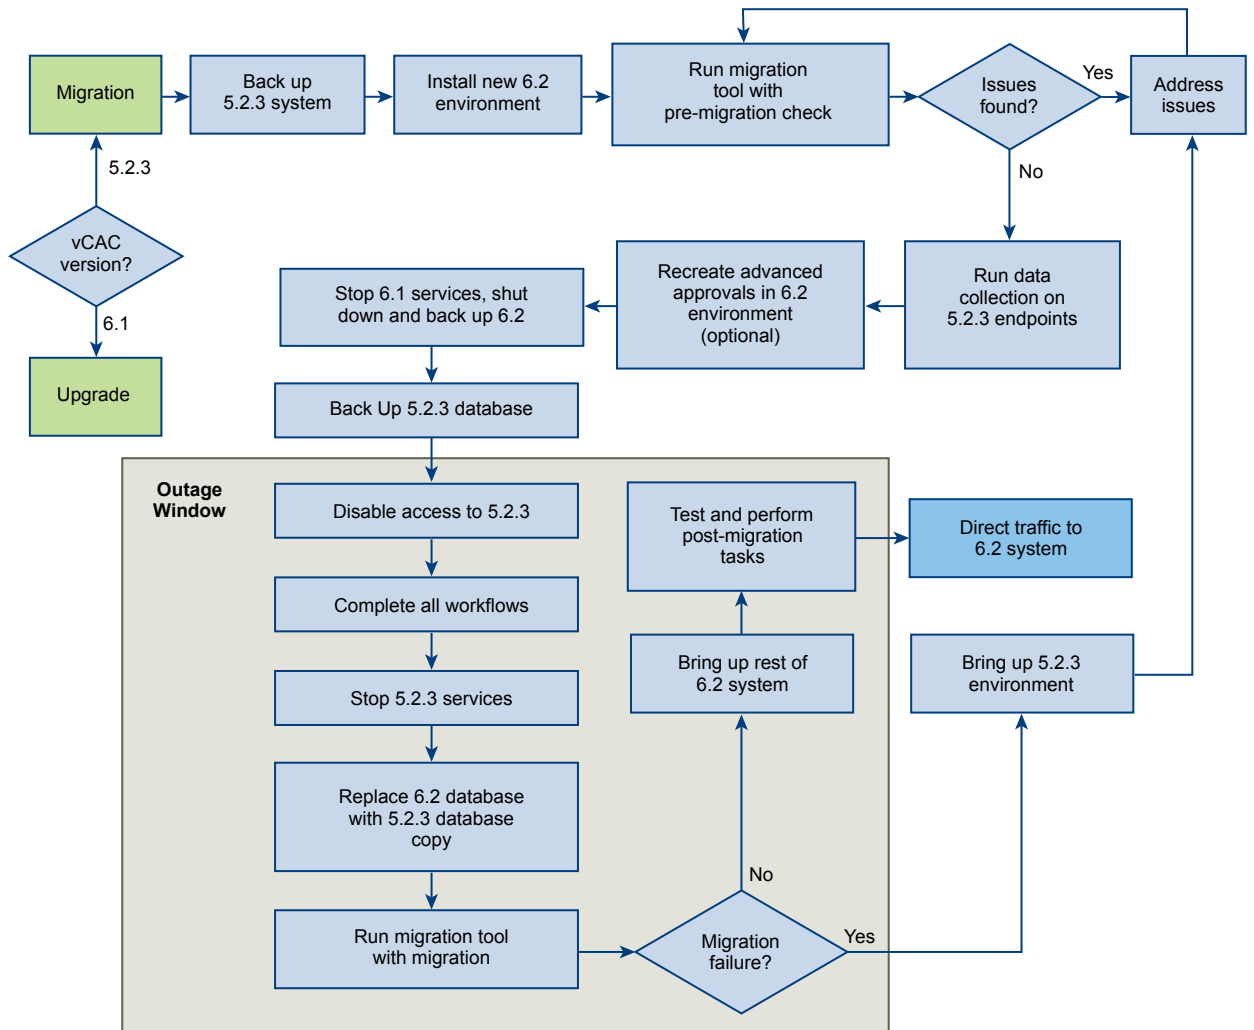 Migration
Back up
5.2.3 system
Install new 6.2
environment
Run migration
tool with
pre-migration check
Issues
found?
Yes
Address
issues
No
5.2.3
vCAC
version?
6.1
Upgrade
Stop 6.1 services, shut
down and back up 6.2
Recreate advanced
approvals in 6.2
environment
(optional)
Run data
collection on
5.2.3 endpoints
Back Up 5.2.3 database
Outage
Window
Disable access to 5.2.3
Complete all workflows
Stop 5.2.3 services
Replace 6.2 database
with 5.2.3 database
copy
Run migration tool
with migration
Migration
failure?
No
Yes
Bring up rest of
6.2 system
Test and perform
post-migration
tasks
Direct traffic to
6.2 system
Bring up 5.2.3
environment